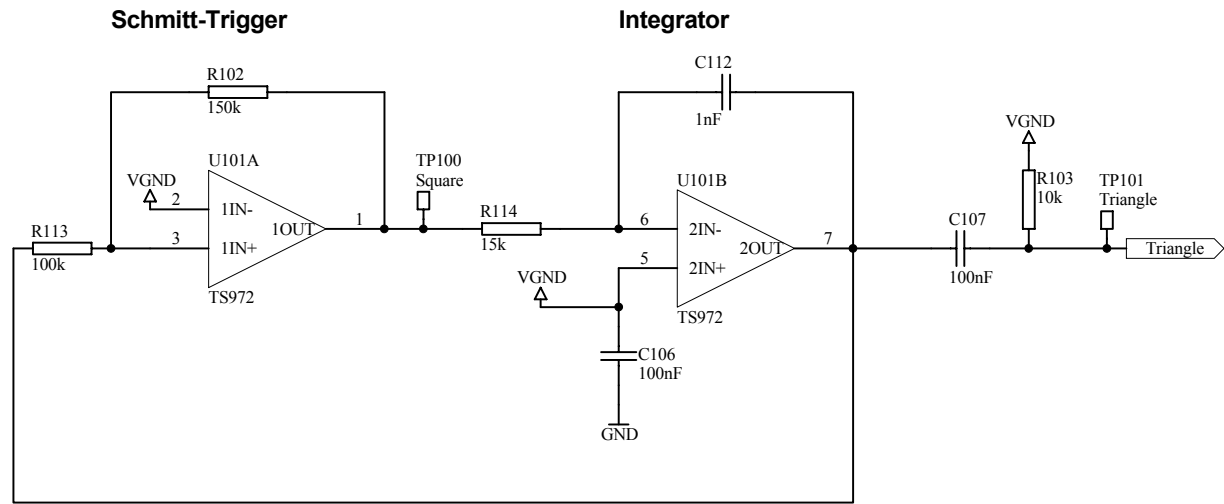 Schmitt-Trigger
Integrator
R102
150k
C112
1nF
U101A
VGND
2
1IN-
3
1IN+
1OUT
1
TS972
R113
100k
TP100
Square
R114
15k
U101B
6
2IN-
5
2IN+
2OUT
7
TS972
VGND
C106
100nF
GND
C107
100nF
VGND
R103
10k
TP101
Triangle
Triangle